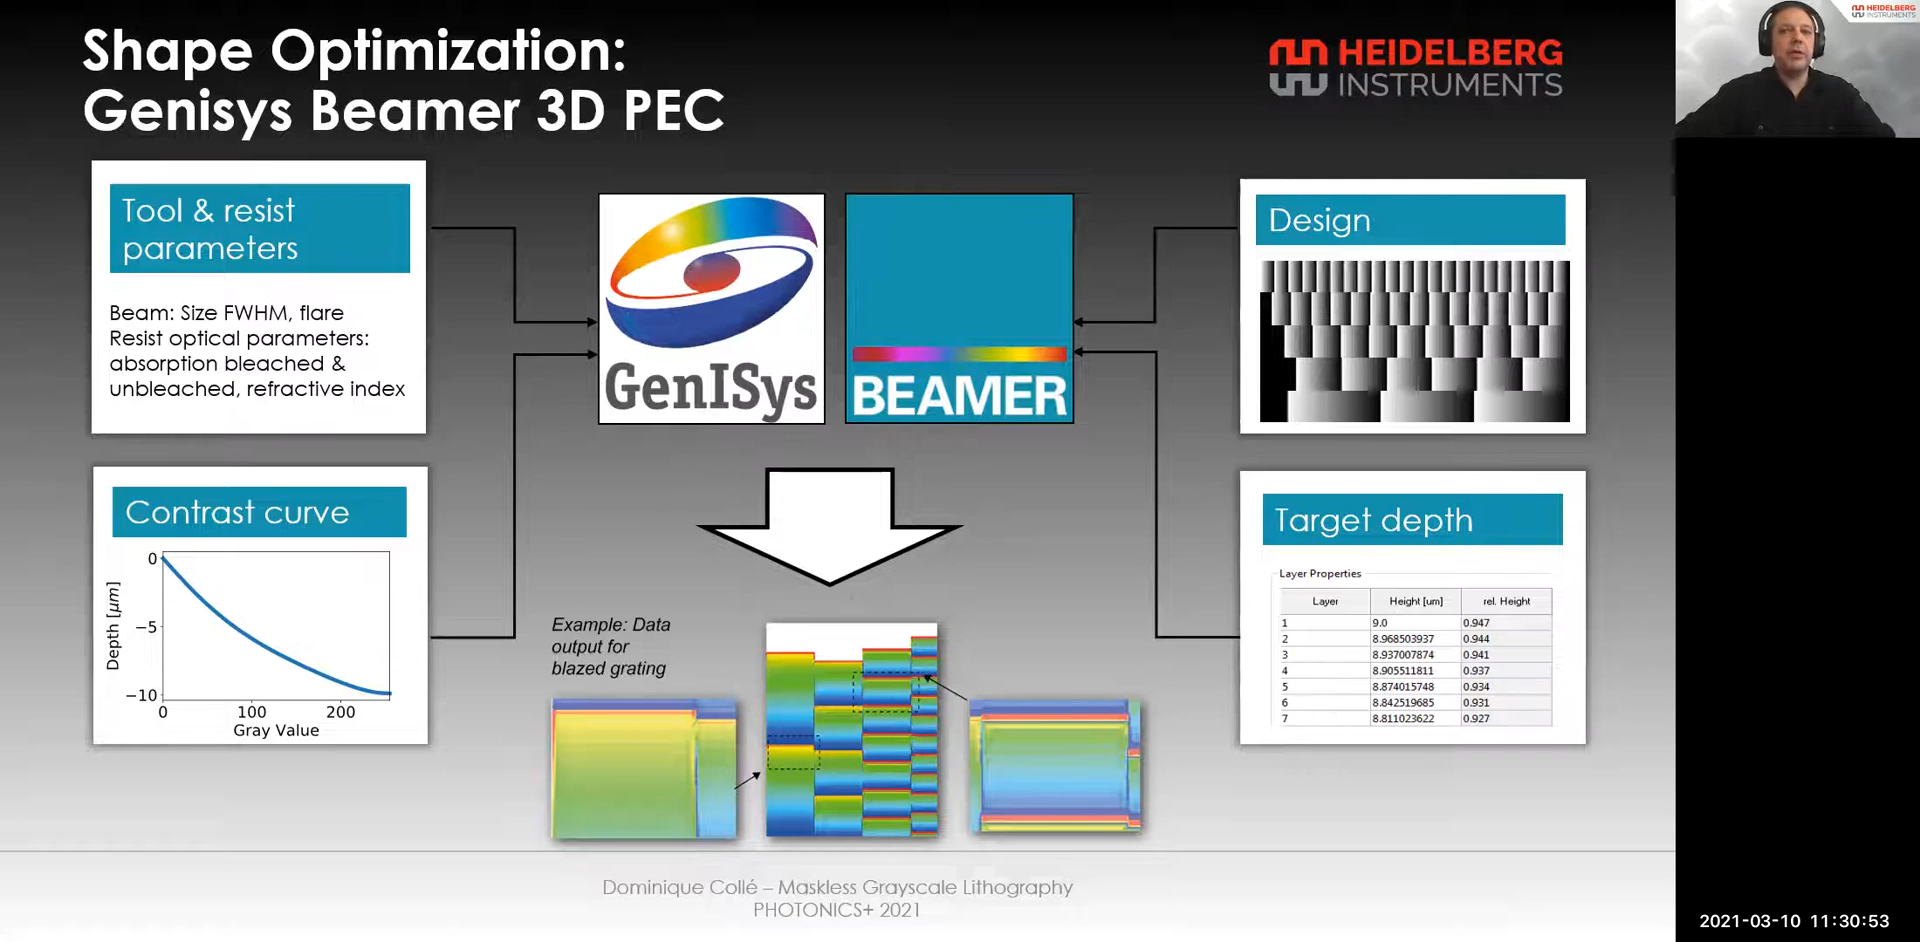 Shape Optimization:
Genisys Beamer 3D PEC
HEIDELBERG
INSTRUMENTS
HEIDELBERG
INSTRUMENTS
Tool & resist
parameters
Beam: Size FWHM, flare
Resist optical parameters:
absorption bleached &
unbleached, refractive index
GenISys
BEAMER
Design
Contrast curve
0
−5
−10
Depth [μm]
0 100 200
Gray Value
Example: Data
output for
blazed grating
Target depth
Layer Properties
Layer Height [um] rel. Height
1 9.0 0.947
2 8.968503937 0.944
3 8.937007874 0.941
4 8.905511811 0.937
5 8.874015748 0.934
6 8.842519685 0.931
7 8.811023622 0.927
Dominique Collé – Maskless Grayscale Lithography
PHOTONICS+ 2021
2021-03-10 11:30:53